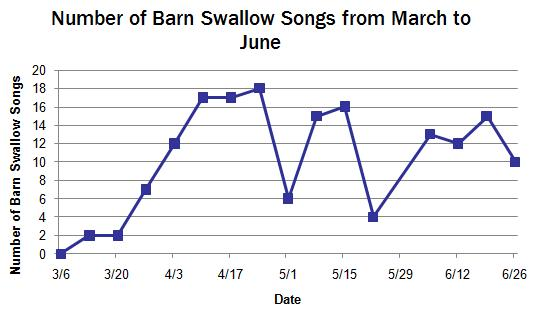 Number of Barn Swallow Songs from March to
June
Number of Barn Swallow Songs
20
18
16
14
12
10
8
6
4
2
0
3/6 3/20 4/3 4/17 5/1 5/15 5/29 6/12 6/26
Date